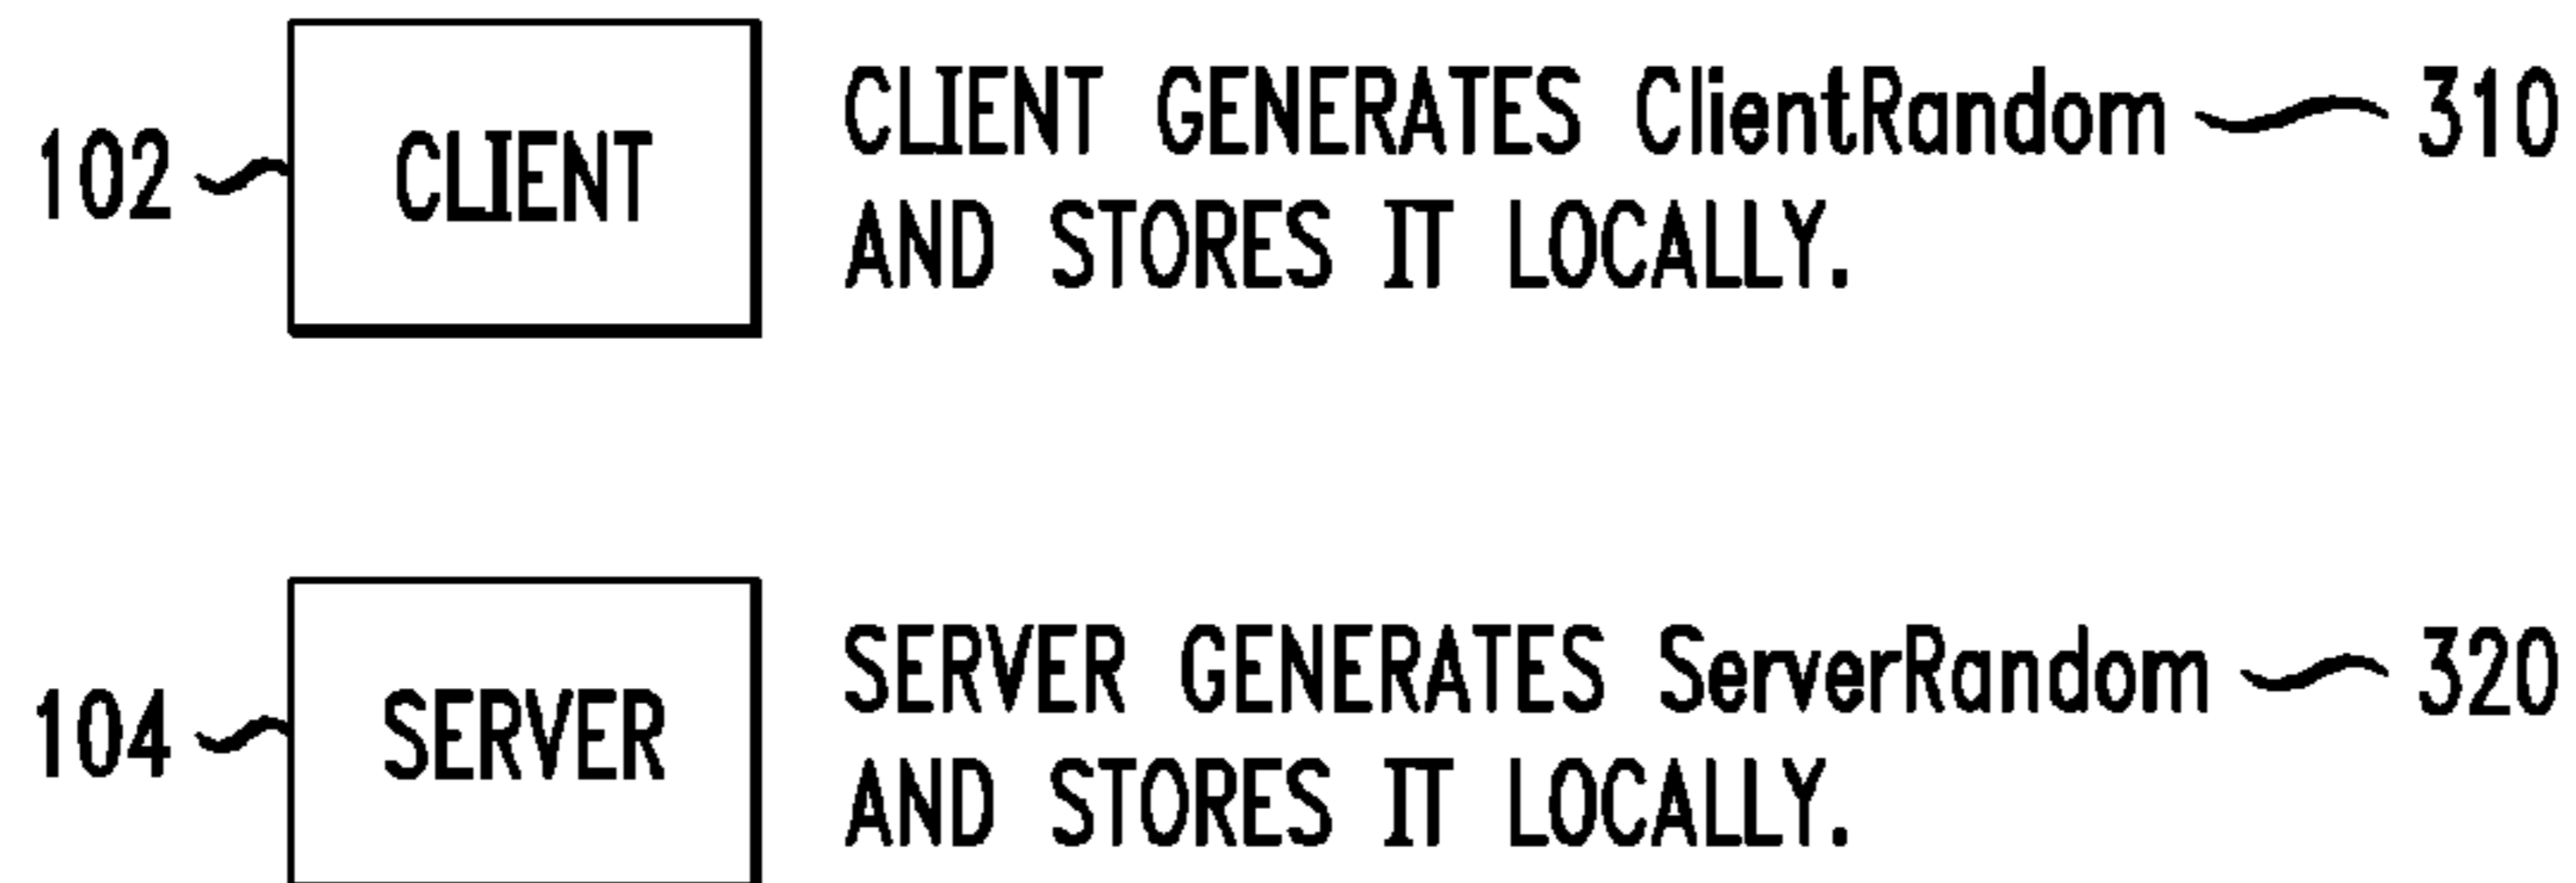 CLIENT GENERATES ClientRandom 310
102 CLIENT
AND STORES IT LOCALLY.
SERVER GENERATES ServerRandom 320
104 SERVER
AND STORES IT LOCALLY.